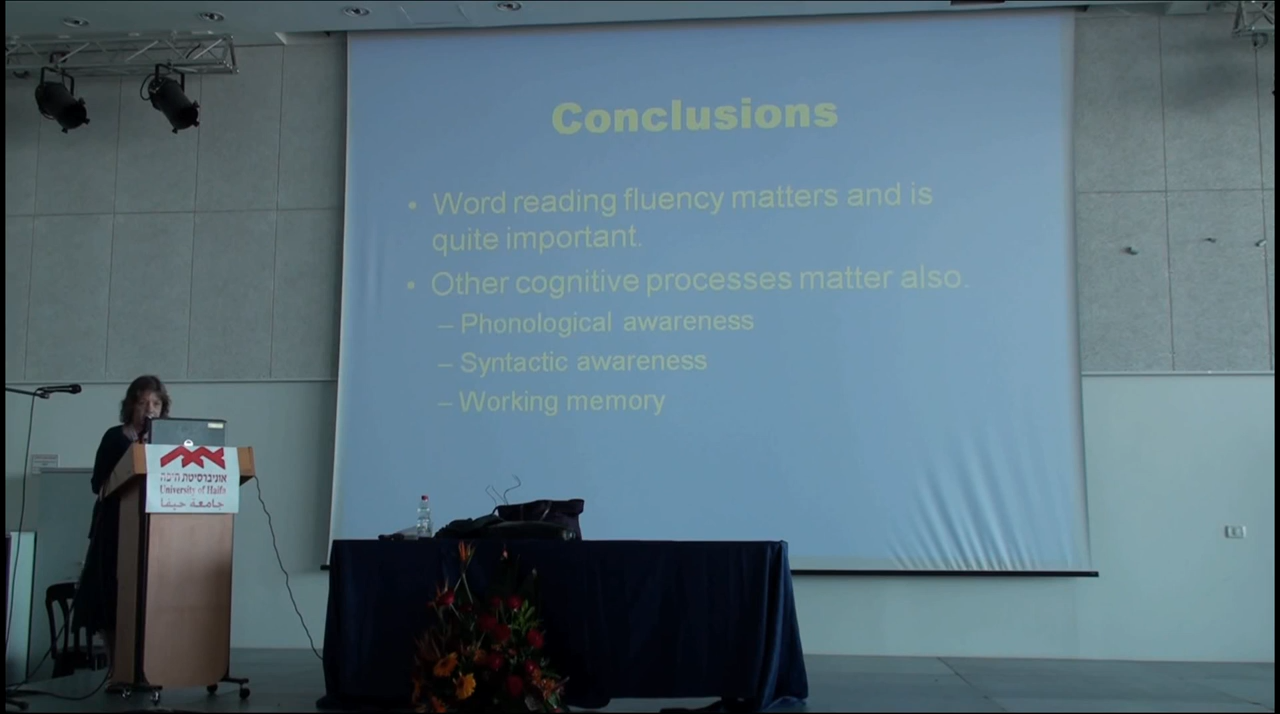 Conclusions
• Word reading fluency matters and is
quite important.
• Other cognitive processes matter also.
– Phonological awareness
– Syntactic awareness
– Working memory
אוניברסיטת חיפה
University of Haifa
جامعة حيفا